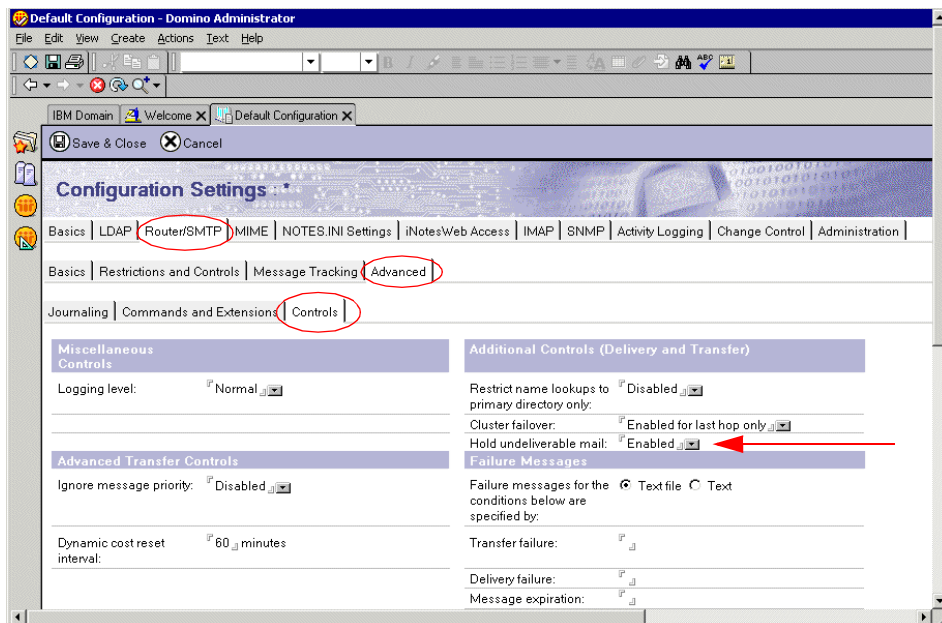 Default Configuration - Domino Administrator
File Edit View Create Actions Text Help
IBM Domain Welcome Default Configuration
Save & Close Cancel
Configuration Settings : *
Basics LDAP Router/SMTP MIME NOTES.INI Settings iNotesWeb Access IMAP SNMP Activity Logging Change Control Administration
Basics Restrictions and Controls Message Tracking Advanced
Journaling Commands and Extensions Controls
Miscellaneous Controls
Logging level: Normal
Advanced Transfer Controls
Ignore message priority: Disabled
Dynamic cost reset interval: 60 minutes
Additional Controls (Delivery and Transfer)
Restrict name lookups to primary directory only: Disabled
Cluster failover: Enabled for last hop only
Hold undeliverable mail: Enabled
Failure Messages
Failure messages for the conditions below are specified by: Text file Text
Transfer failure:
Delivery failure:
Message expiration: